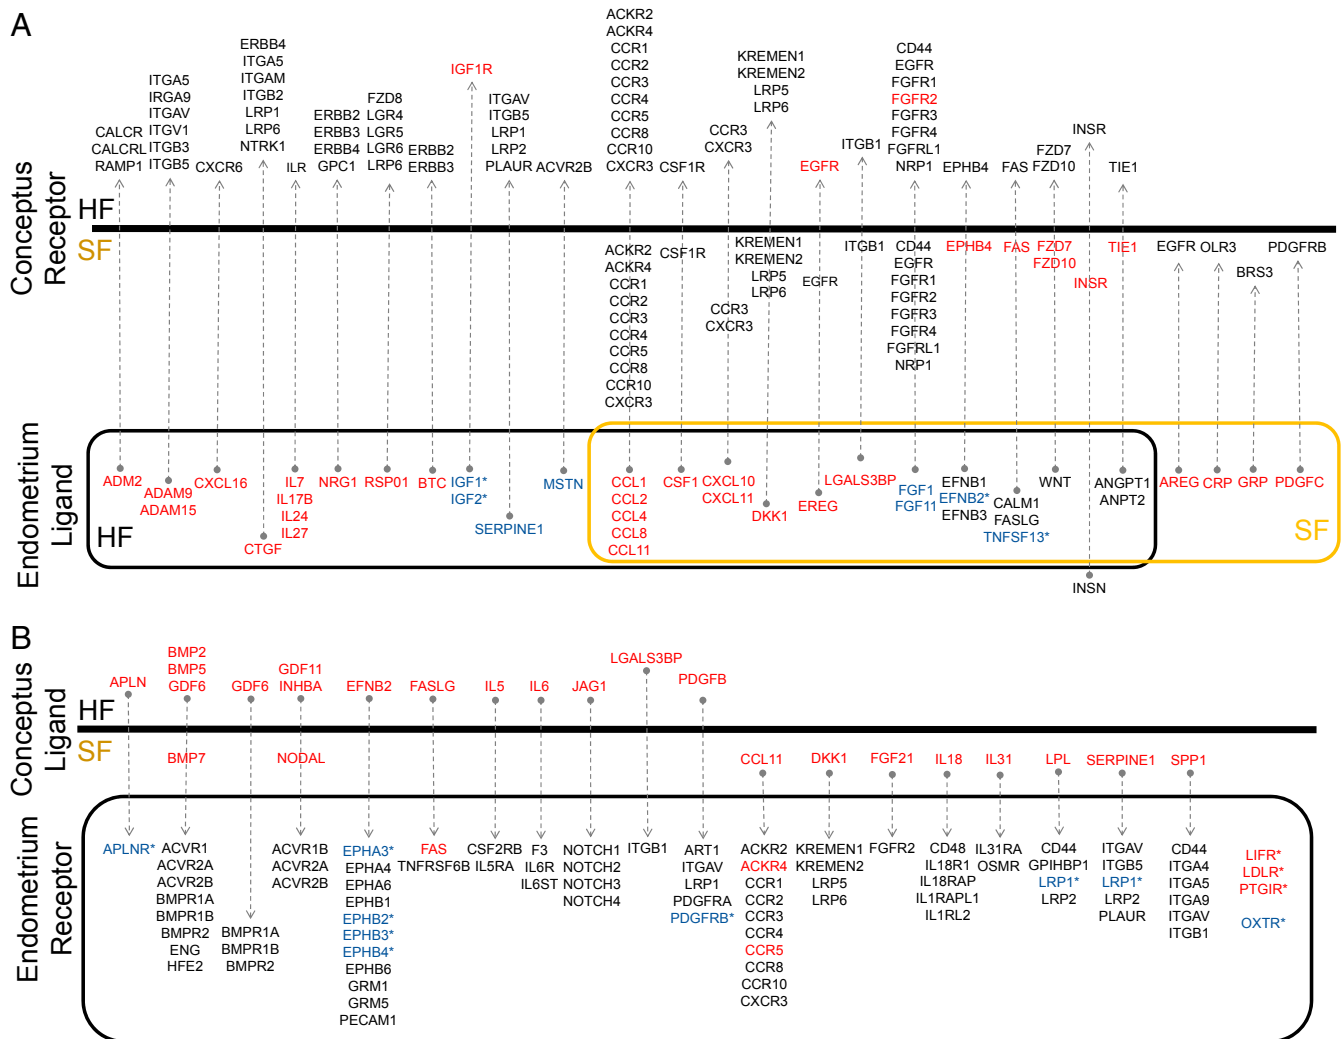 A
Conceptus
Receptor
HF
SF
CALCR
CALCRL
RAMP1
ITGA5
IRGA9
ITGAV
ITGV1
ITGB3
ITGB5
CXCR6
ERBB4
ITGA5
ITGAM
ITGB2
LRP1
LRP6
NTRK1
ILR
ERBB2
ERBB3
ERBB4
GPC1
FZD8
LGR4
LGR5
LGR6
LRP6
ERBB2
ERBB3
IGF1R
ITGAV
ITGB5
LRP1
LRP2
PLAUR
ACVR2B
ACKR2
ACKR4
CCR1
CCR2
CCR3
CCR4
CCR5
CCR8
CCR10
CXCR3
CSF1R
CCR3
CXCR3
KREMEN1
KREMEN2
LRP5
LRP6
EGFR
ITGB1
CD44
EGFR
FGFR1
FGFR2
FGFR3
FGFR4
FGFRL1
NRP1
EPHB4
FAS
FZD7
FZD10
INSR
TIE1
ACKR2
ACKR4
CCR1
CCR2
CCR3
CCR4
CCR5
CCR8
CCR10
CXCR3
CSF1R
CCR3
CXCR3
KREMEN1
KREMEN2
LRP5
LRP6
EGFR
ITGB1
CD44
EGFR
FGFR1
FGFR2
FGFR3
FGFR4
FGFRL1
NRP1
EPHB4
FAS
FZD7
FZD10
INSR
TIE1
EGFR
OLR3
BRS3
PDGFRB
Endometrium
Ligand
HF
SF
ADM2
ADAM9
ADAM15
CXCL16
CTGF
IL7
IL17B
IL24
IL27
NRG1
RSP01
BTC
IGF1*
IGF2*
SERPINE1
MSTN
CCL1
CCL2
CCL4
CCL8
CCL11
CSF1
CXCL10
CXCL11
DKK1
EREG
LGALS3BP
FGF1
FGF11
EFNB1
EFNB2*
EFNB3
CALM1
FASLG
TNFSF13*
WNT
INSN
ANGPT1
ANPT2
AREG
CRP
GRP
PDGFC
B
Conceptus
Ligand
HF
SF
APLN
BMP2
BMP5
GDF6
GDF6
GDF11
INHBA
EFNB2
FASLG
IL5
IL6
JAG1
LGALS3BP
PDGFB
BMP7
NODAL
CCL11
DKK1
FGF21
IL18
IL31
LPL
SERPINE1
SPP1
Endometrium
Receptor
APLNR*
ACVR1
ACVR2A
ACVR2B
BMPR1A
BMPR1B
BMPR2
ENG
HFE2
BMPR1A
BMPR1B
BMPR2
ACVR1B
ACVR2A
ACVR2B
EPHA3*
EPHA4
EPHA6
EPHB1
EPHB2*
EPHB3*
EPHB4*
EPHB6
GRM1
GRM5
PECAM1
FAS
TNFRSF6B
CSF2RB
IL5RA
F3
IL6R
IL6ST
NOTCH1
NOTCH2
NOTCH3
NOTCH4
ITGB1
ART1
ITGAV
LRP1
PDGFRA
PDGFRB*
ACKR2
ACKR4
CCR1
CCR2
CCR3
CCR4
CCR5
CCR8
CCR10
CXCR3
KREMEN1
KREMEN2
LRP5
LRP6
FGFR2
CD48
IL18R1
IL18RAP
IL1RAPL1
IL1RL2
IL31RA
OSMR
CD44
GPIHBP1
LRP1*
LRP2
ITGAV
ITGB5
LRP1*
LRP2
PLAUR
CD44
ITGA4
ITGA5
ITGA9
ITGAV
ITGB1
LIFR*
LDLR*
PTGIR*
OXTR*